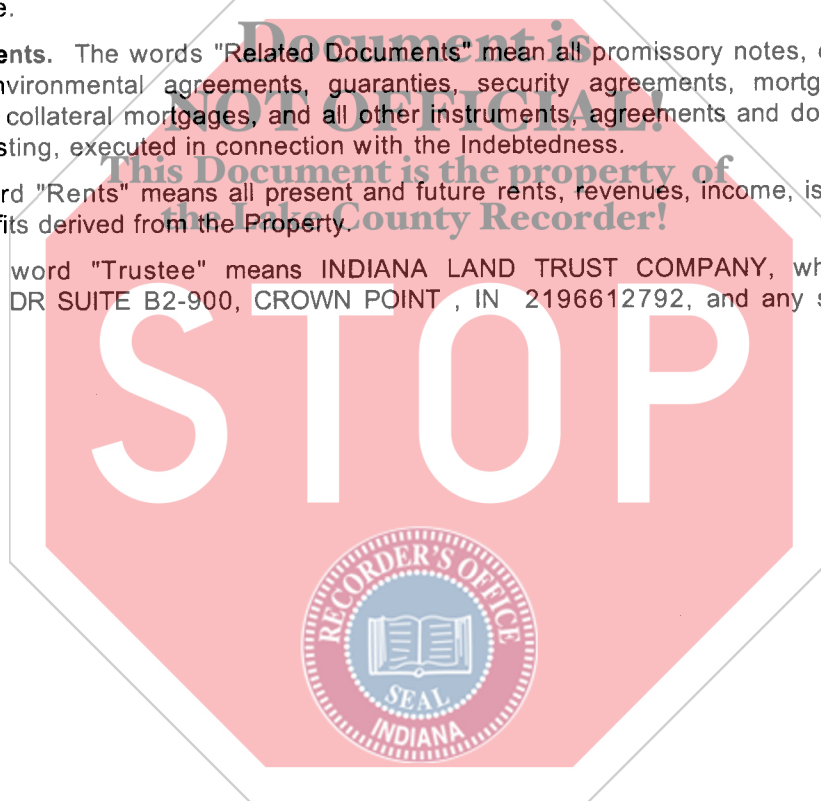 e.
Document is
ents. The words "Related Documents" mean all promissory notes, c
nvironmental agreements, guaranties, security agreements, mortg
NOT OFFICIAL!
collateral mortgages, and all other instruments, agreements and do
sting, executed in connection with the Indebtedness.
This Document is the property of
rd "Rents" means all present and future rents, revenues, income, is
the Lake County Recorder!
fits derived from the Property.
word "Trustee" means INDIANA LAND TRUST COMPANY, wh
DR SUITE B2-900, CROWN POINT , IN 2196612792, and any s
STOP
RECORDER'S OFFICE
SEAL
INDIANA